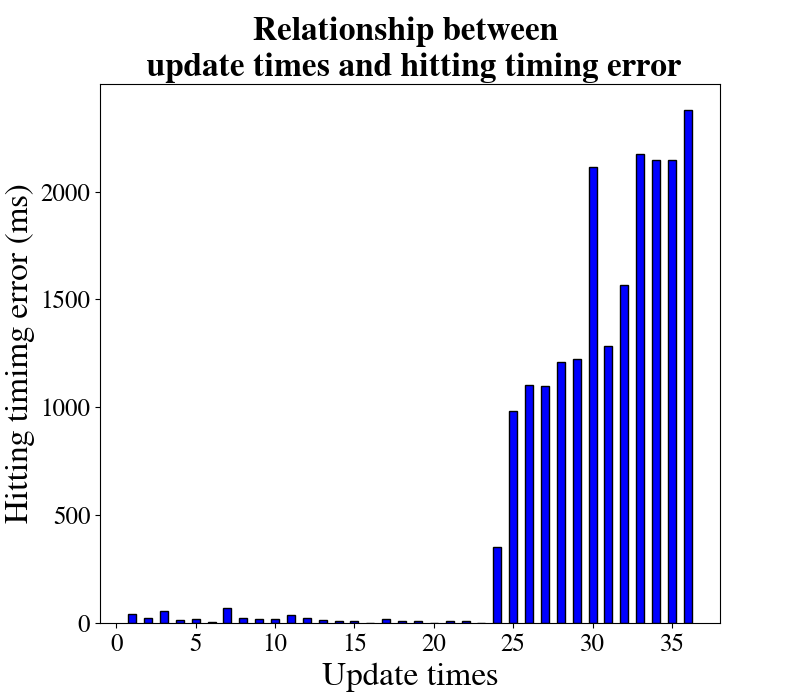 Relationship between
update times and hitting timing error
Hitting timimg error (ms)
2000
1500
1000
500
0
0 5 10 15 20 25 30 35
Update times